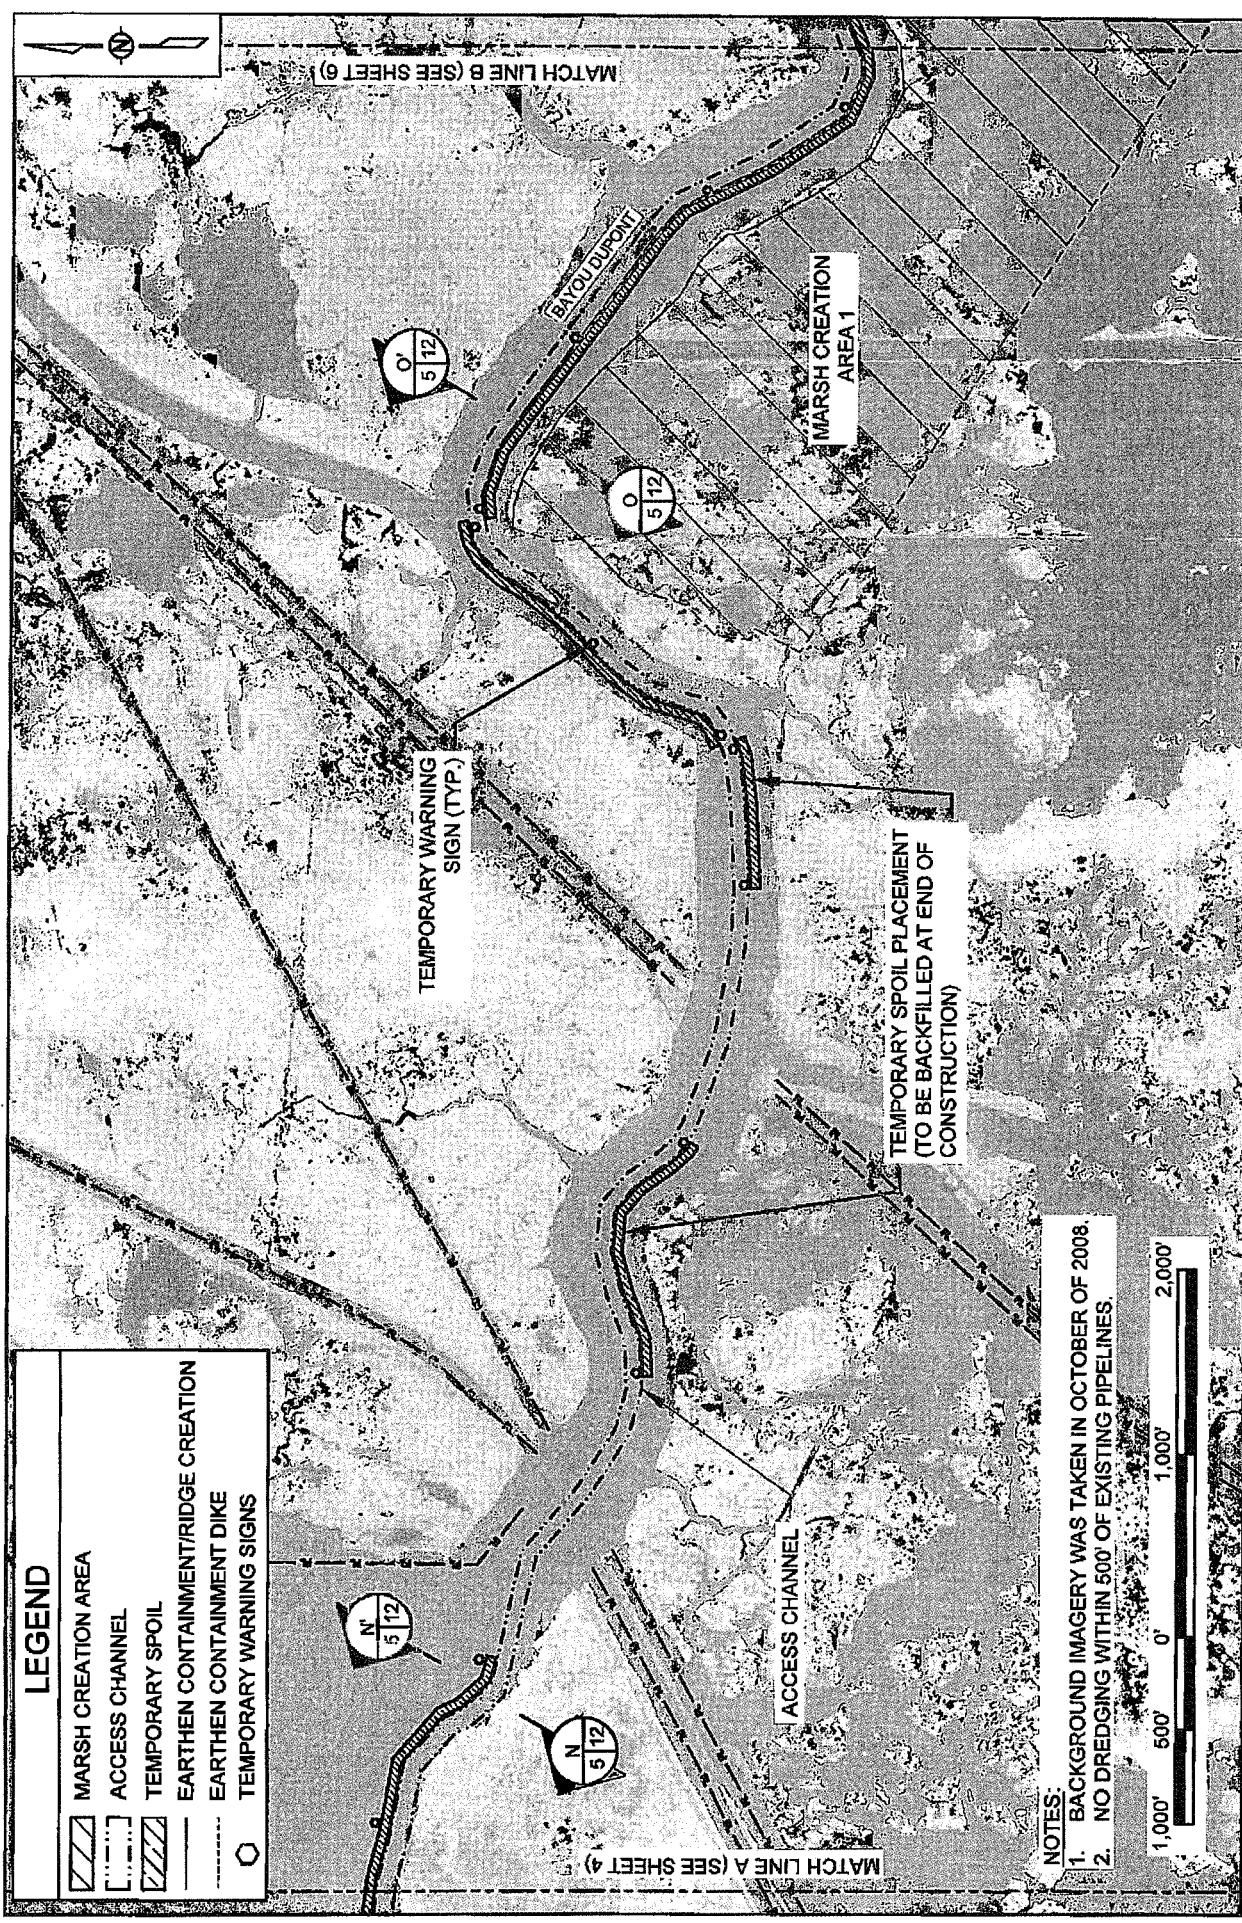 LEGEND
MARSH CREATION AREA
ACCESS CHANNEL
TEMPORARY SPOIL
EARTHEN CONTAINMENT/RIDGE CREATION
EARTHEN CONTAINMENT DIKE
TEMPORARY WARNING SIGNS
N
MATCH LINE B (SEE SHEET 6)
BAYOU DUPONT
O'
5 12
O
5 12
MARSH CREATION
AREA 1
TEMPORARY WARNING
SIGN (TYP.)
TEMPORARY SPOIL PLACEMENT
(TO BE BACKFILLED AT END OF
CONSTRUCTION)
N'
5 12
N
5 12
ACCESS CHANNEL
MATCH LINE A (SEE SHEET 4)
NOTES:
1. BACKGROUND IMAGERY WAS TAKEN IN OCTOBER OF 2008.
2. NO DREDGING WITHIN 500' OF EXISTING PIPELINES.
1,000' 500' 0' 1,000' 2,000'